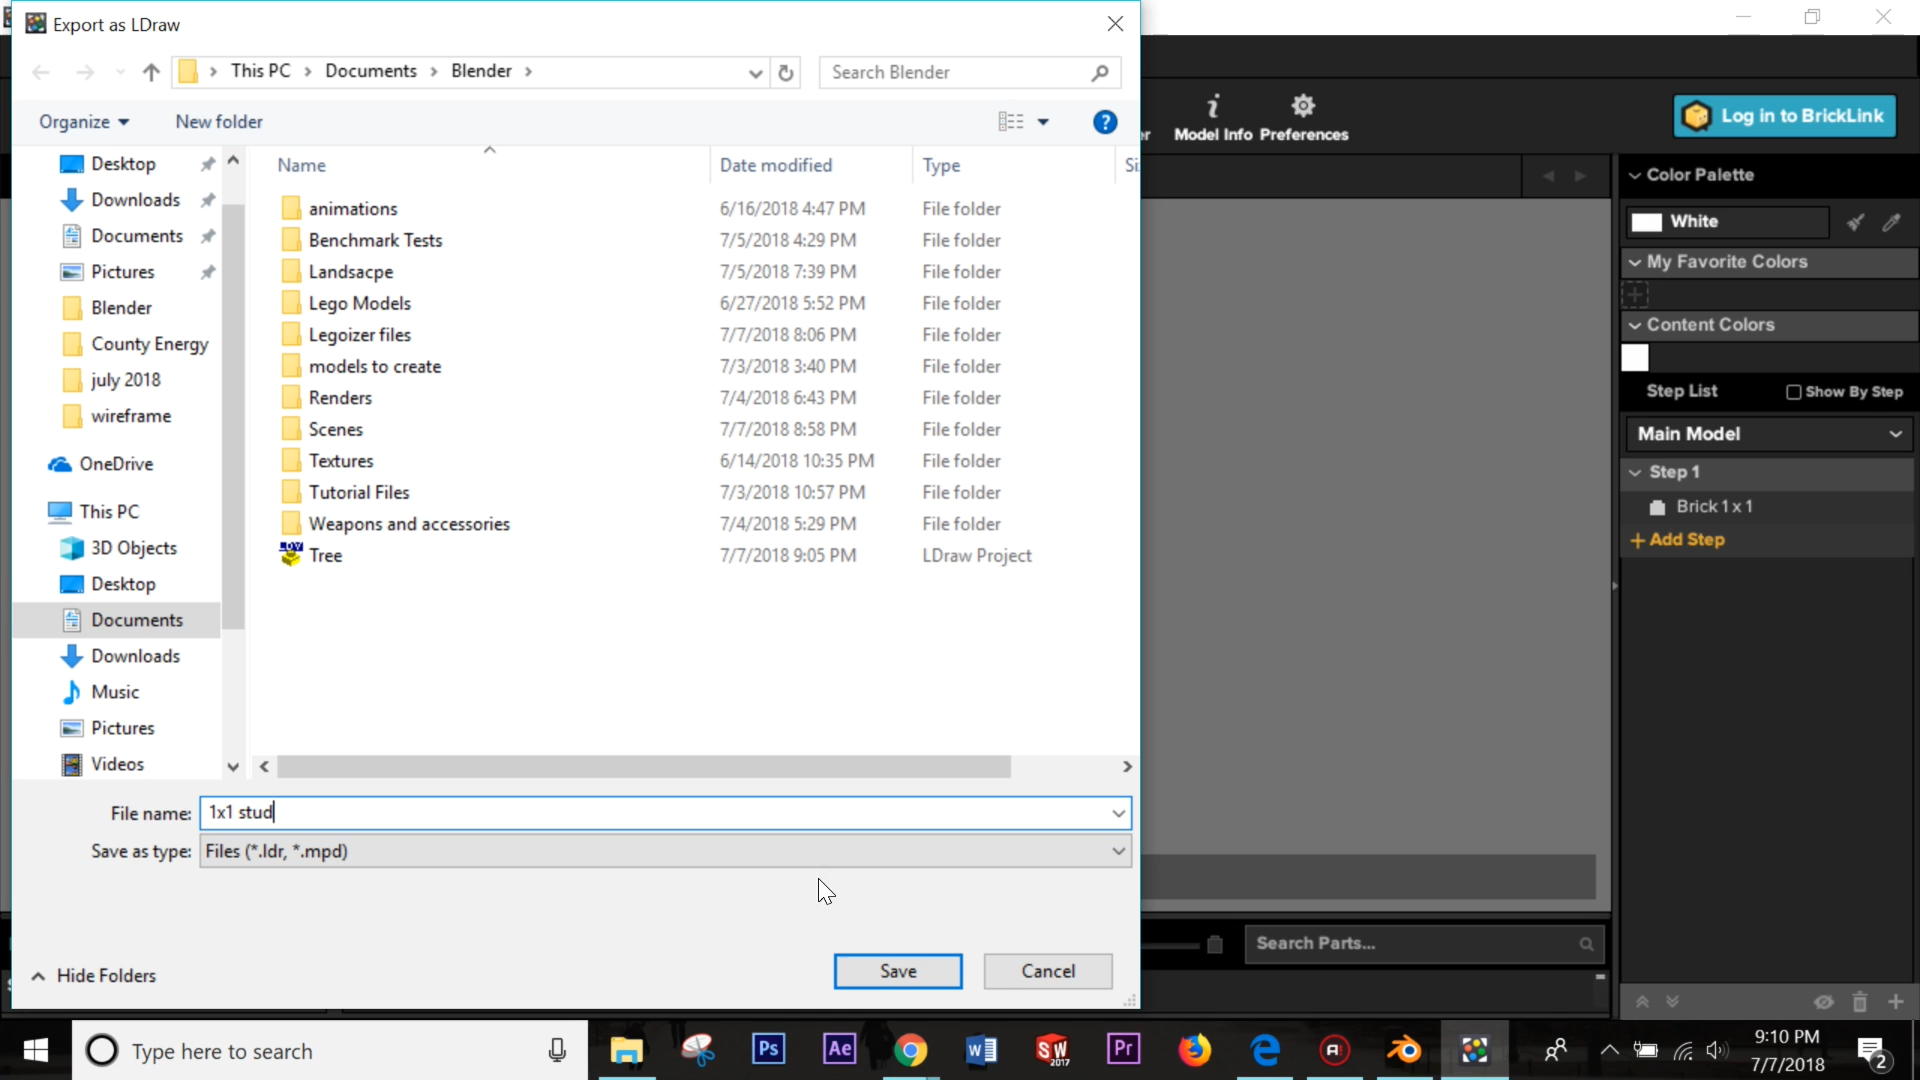 Export as LDraw
This PC > Documents > Blender >
Search Blender
Organize
New folder
Model Info
Preferences
Log in to BrickLink
Name
Date modified
Type
Desktop
Downloads
Documents
Pictures
Blender
County Energy
july 2018
wireframe
OneDrive
This PC
3D Objects
Desktop
Documents
Downloads
Music
Pictures
Videos
animations 6/16/2018 4:47 PM File folder
Benchmark Tests 7/5/2018 4:29 PM File folder
Landsacpe 7/5/2018 7:39 PM File folder
Lego Models 6/27/2018 5:52 PM File folder
Legoizer files 7/7/2018 8:06 PM File folder
models to create 7/3/2018 3:40 PM File folder
Renders 7/4/2018 6:43 PM File folder
Scenes 7/7/2018 8:58 PM File folder
Textures 6/14/2018 10:35 PM File folder
Tutorial Files 7/3/2018 10:57 PM File folder
Weapons and accessories 7/4/2018 5:29 PM File folder
Tree 7/7/2018 9:05 PM LDraw Project
File name: 1x1 stud
Save as type: Files (*.ldr, *.mpd)
Hide Folders
Save
Cancel
Color Palette
White
My Favorite Colors
Content Colors
Step List
Show By Step
Main Model
Step 1
Brick 1 x 1
+ Add Step
Search Parts...
Type here to search
Ps
Ae
SW
2017
Pr
9:10 PM
7/7/2018
2